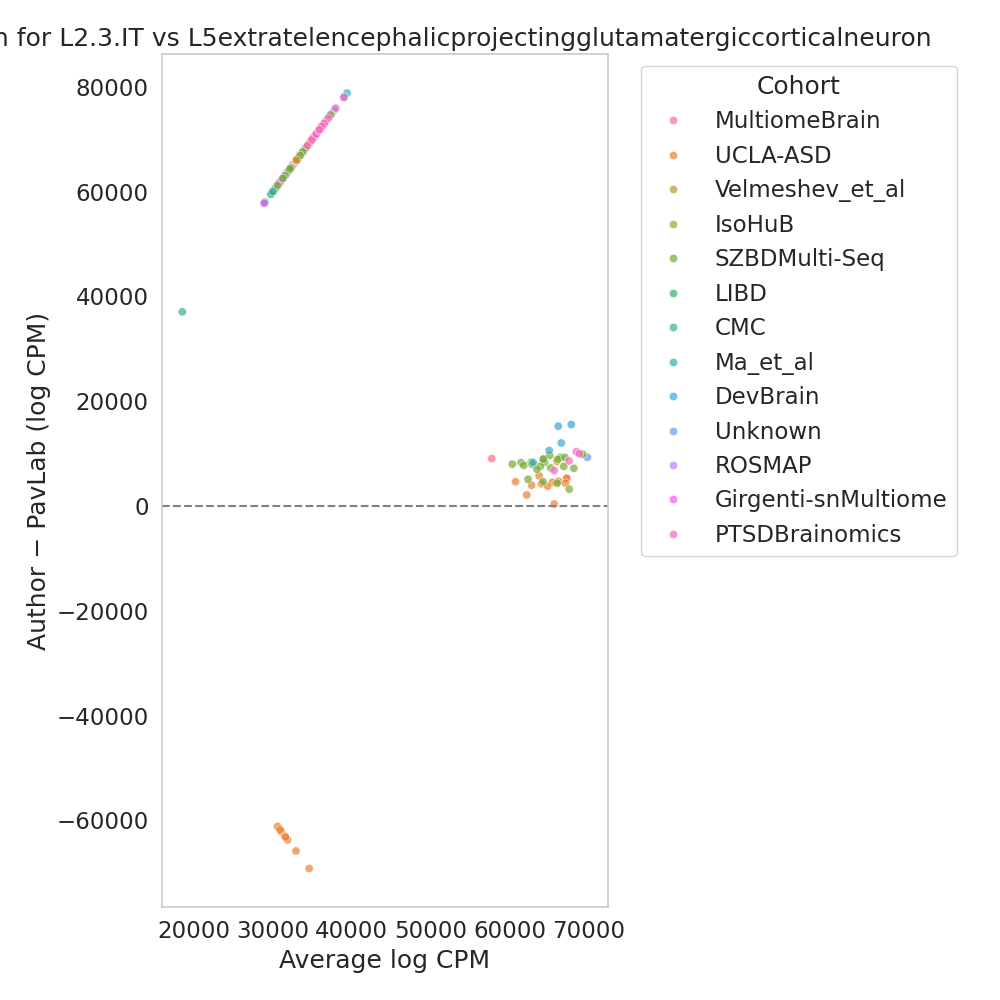 n for L2.3.IT vs L5extratelencephalicprojectingglutamatergiccorticalneuron
Cohort
MultiomeBrain
UCLA-ASD
Velmeshev_et_al
IsoHuB
SZBDMulti-Seq
LIBD
CMC
Ma_et_al
DevBrain
Unknown
ROSMAP
Girgenti-snMultiome
PTSDBrainomics
Author − PavLab (log CPM)
80000
60000
40000
20000
0
−20000
−40000
−60000
20000 30000 40000 50000 60000 70000
Average log CPM